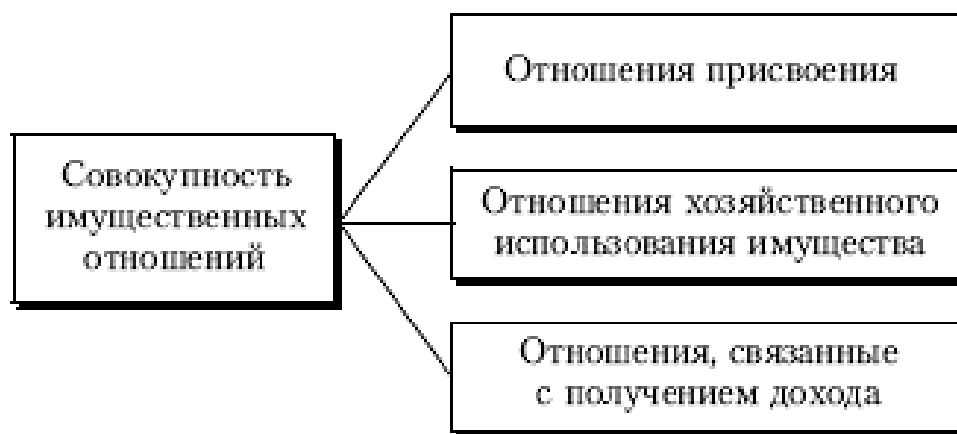 Отношения присвоения
Совокупность
имущественных
отношений
Отношения хозяйственного
использования имущества
Отношения, связанные
с получением дохода